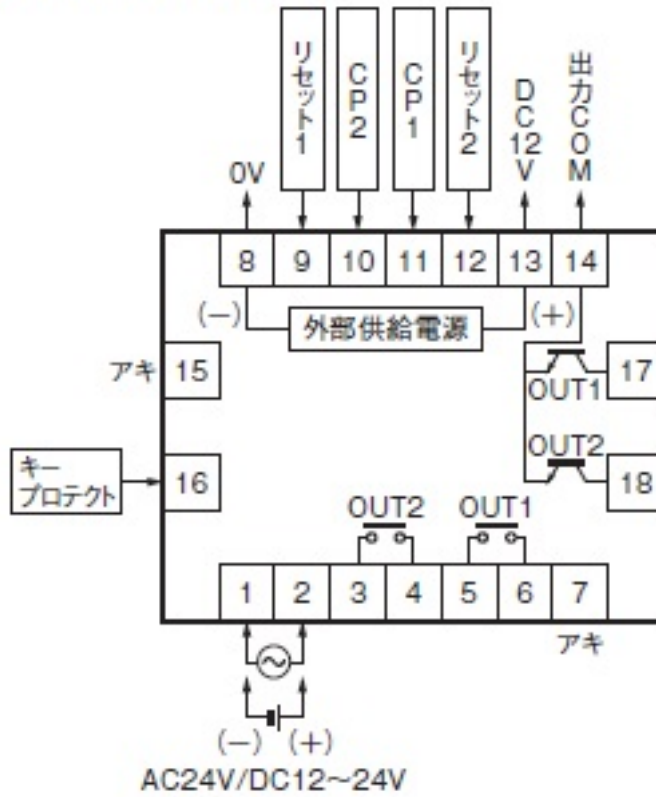 リセット1
CP2
CP1
リセット2
DC12V
出力COM
0V
8 9 10 11 12 13 14
(−) 外部供給電源 (+)
アキ 15
OUT1 17
キー
プロテクト
16
OUT2 18
OUT2 OUT1
1 2 3 4 5 6 7
アキ
(−) (+)
AC24V/DC12～24V